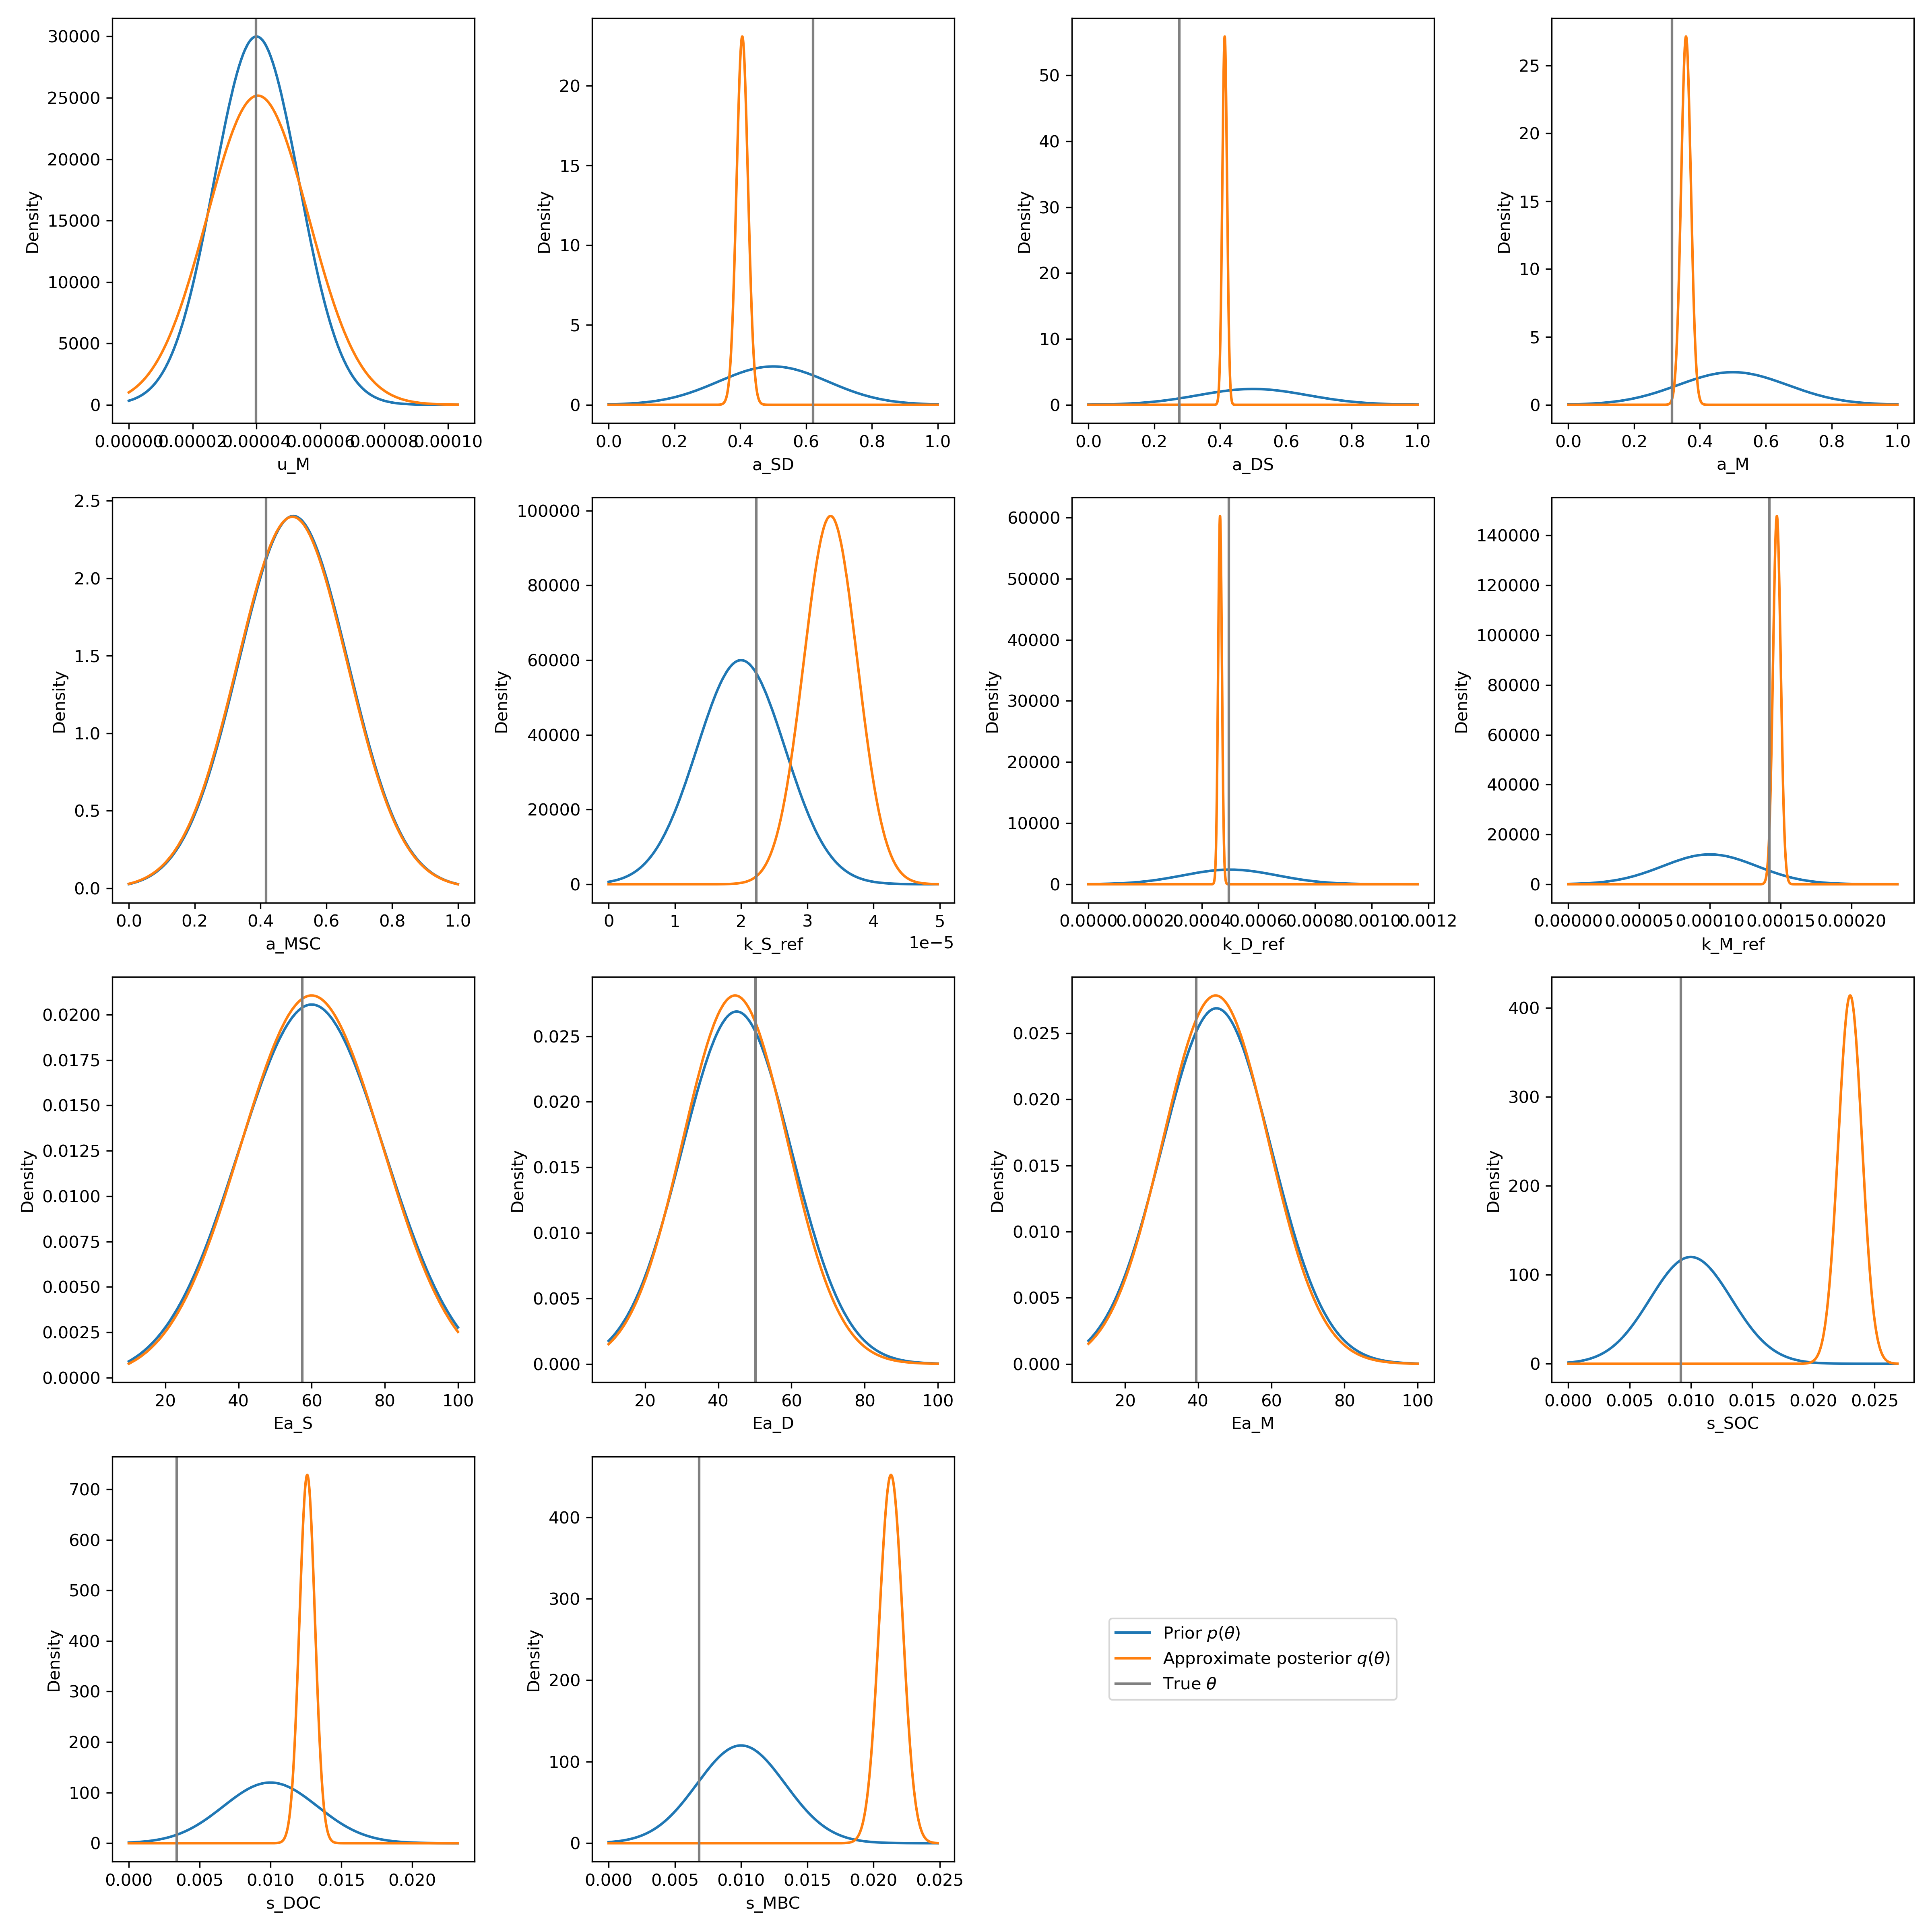 30000
25000
20000
15000
10000
5000
0
Density
0.00000 0.00002 0.00004 0.00006 0.00008 0.00010
u_M
20
15
10
5
0
Density
0.0 0.2 0.4 0.6 0.8 1.0
a_SD
50
40
30
20
10
0
Density
0.0 0.2 0.4 0.6 0.8 1.0
a_DS
25
20
15
10
5
0
Density
0.0 0.2 0.4 0.6 0.8 1.0
a_M
2.5
2.0
1.5
1.0
0.5
0.0
Density
0.0 0.2 0.4 0.6 0.8 1.0
a_MSC
100000
80000
60000
40000
20000
0
Density
0 1 2 3 4 5
1e−5
k_S_ref
60000
50000
40000
30000
20000
10000
0
Density
0.0000 0.0002 0.0004 0.0006 0.0008 0.0010 0.0012
k_D_ref
140000
120000
100000
80000
60000
40000
20000
0
Density
0.00000 0.00005 0.00010 0.00015 0.00020
k_M_ref
0.0200
0.0175
0.0150
0.0125
0.0100
0.0075
0.0050
0.0025
0.0000
Density
20 40 60 80 100
Ea_S
0.025
0.020
0.015
0.010
0.005
0.000
Density
20 40 60 80 100
Ea_D
0.025
0.020
0.015
0.010
0.005
0.000
Density
20 40 60 80 100
Ea_M
400
300
200
100
0
Density
0.000 0.005 0.010 0.015 0.020 0.025
s_SOC
700
600
500
400
300
200
100
0
Density
0.000 0.005 0.010 0.015 0.020
s_DOC
400
300
200
100
0
Density
0.000 0.005 0.010 0.015 0.020 0.025
s_MBC
Prior p(θ)
Approximate posterior q(θ)
True θ